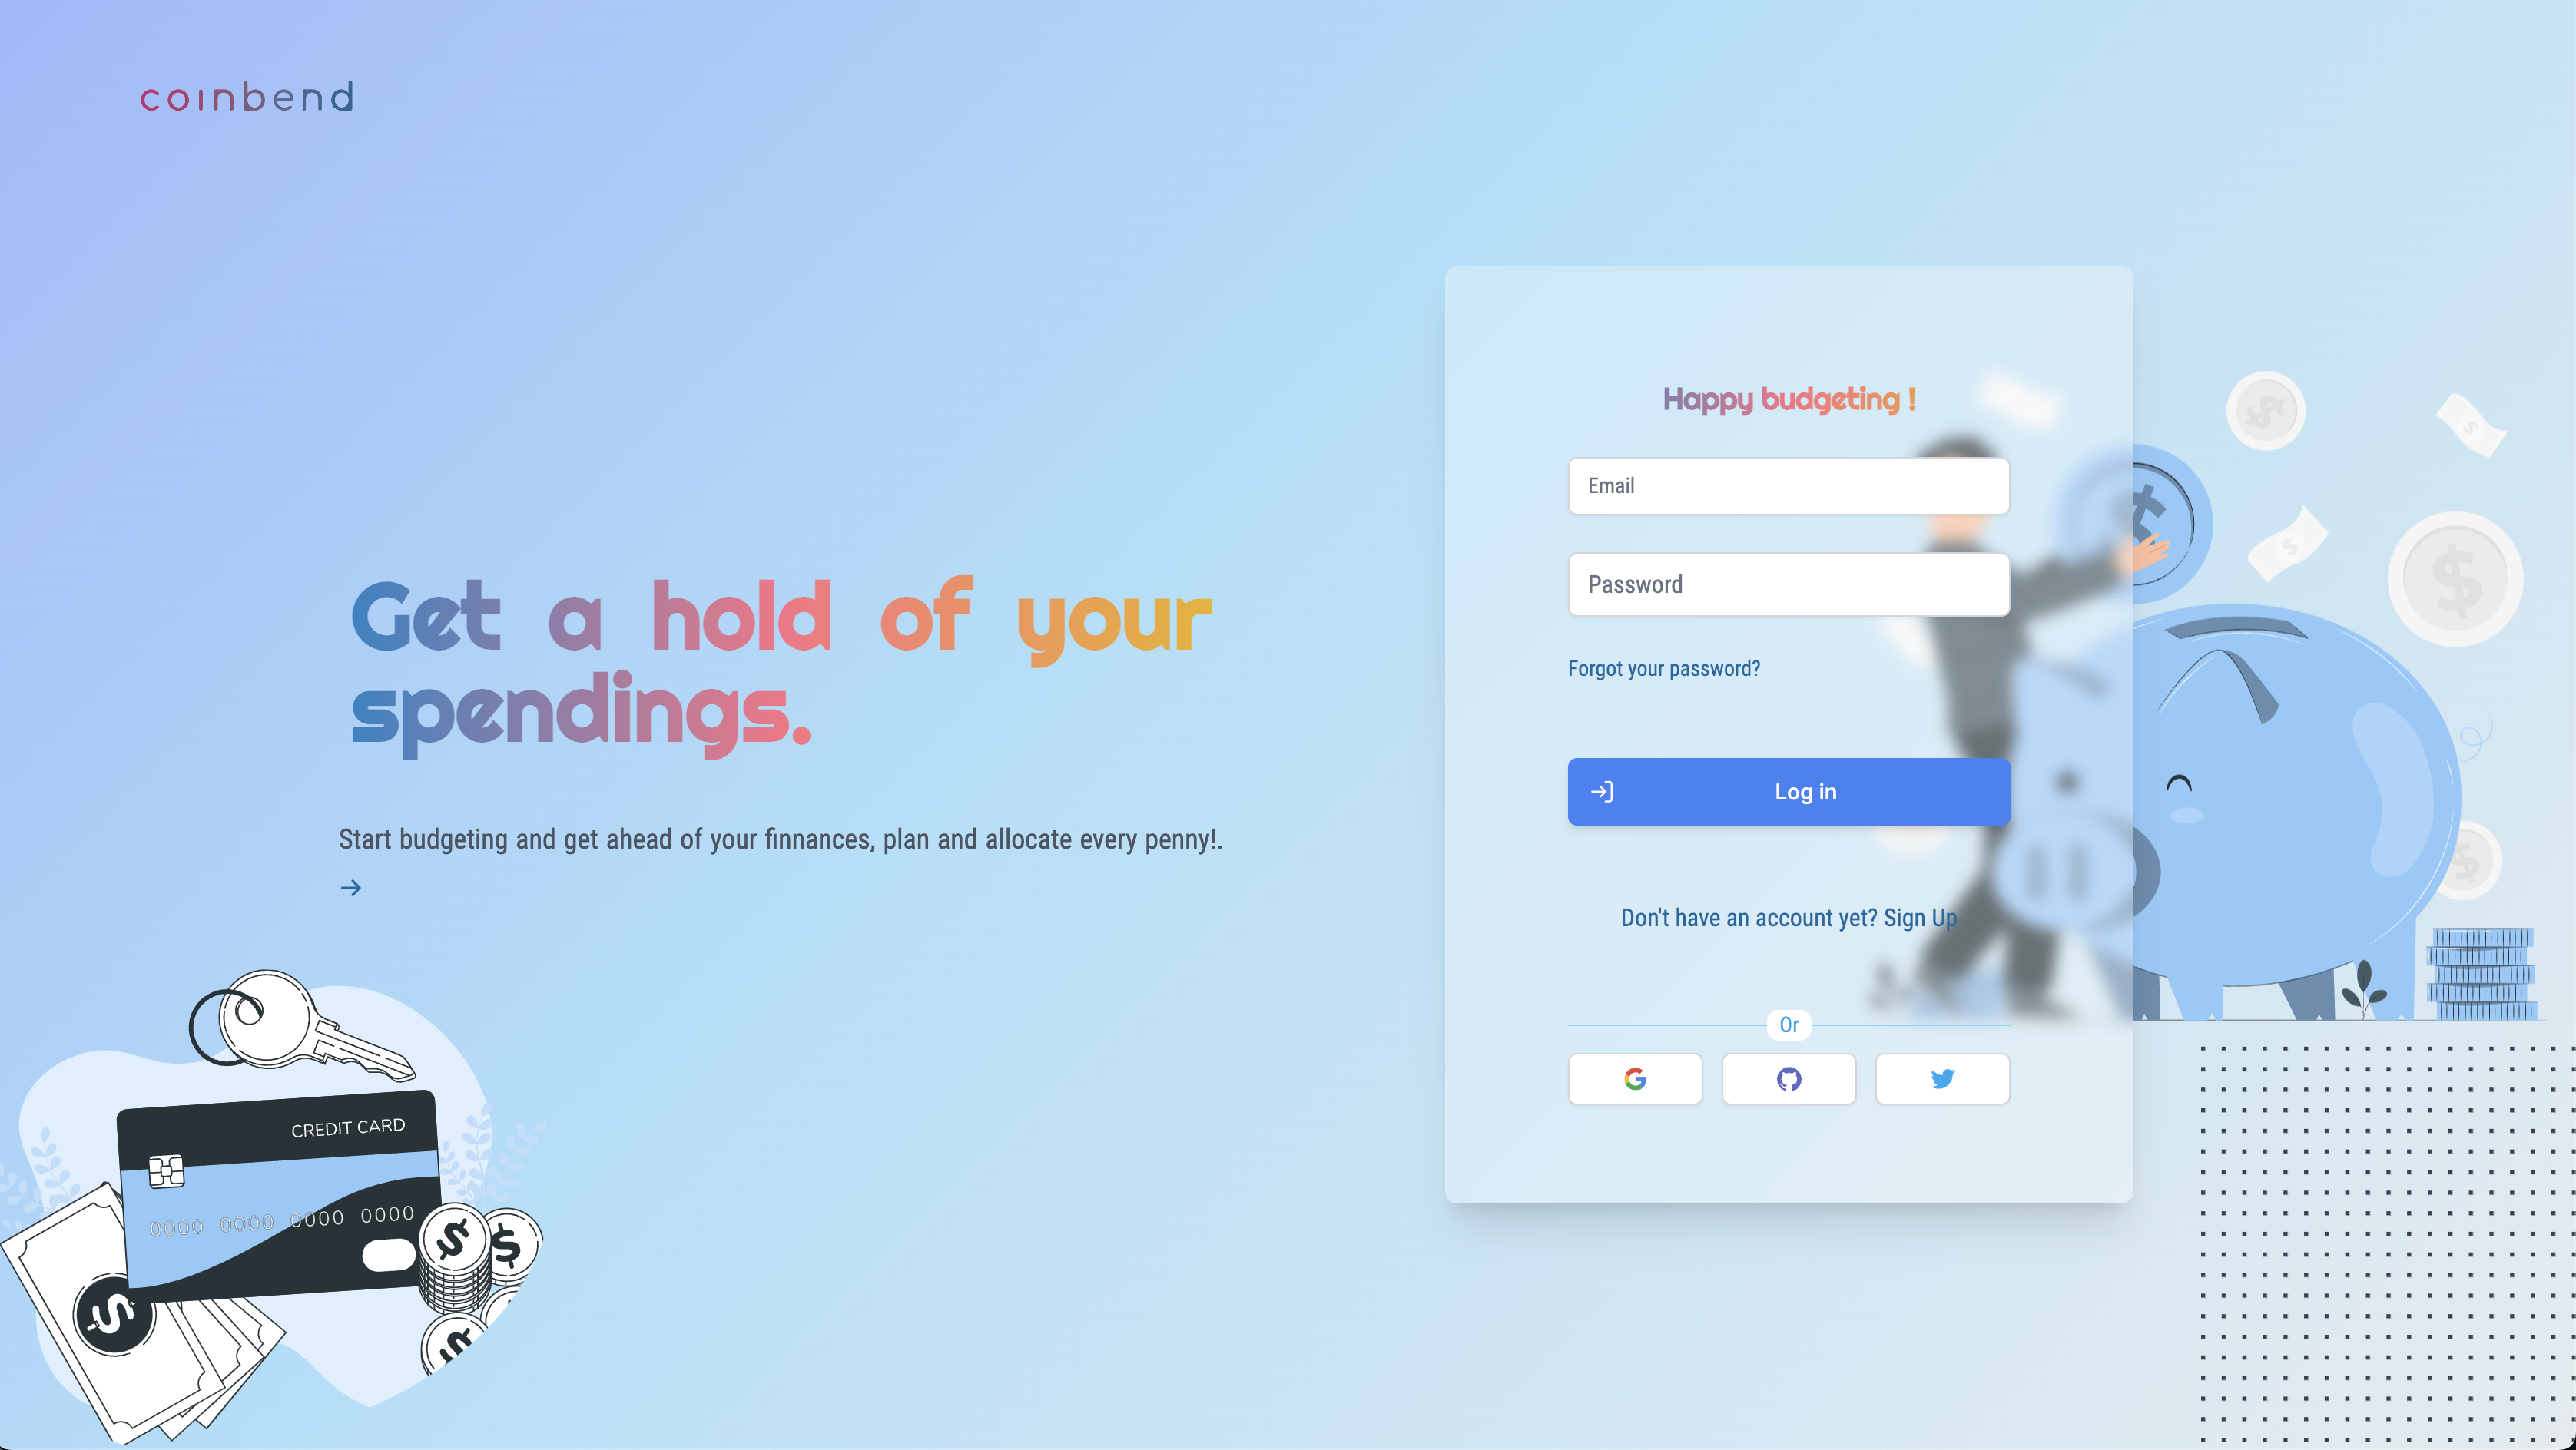 coinbend
Get a hold of your
spendings.
Start budgeting and get ahead of your finnances, plan and allocate every penny!.
Happy budgeting !
Email
Password
Forgot your password?
Log in
Don't have an account yet? Sign Up
Or
CREDIT CARD
0000 0000 0000 0000